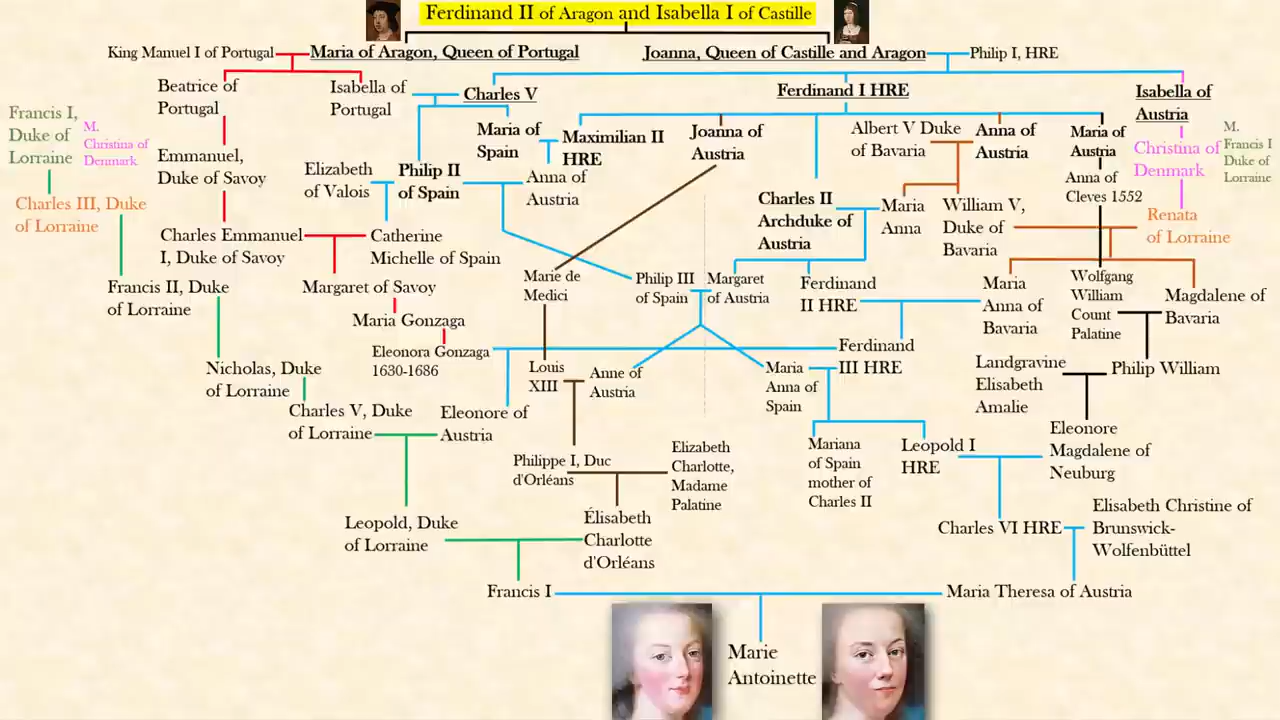 Ferdinand II of Aragon and Isabella I of Castille
King Manuel I of Portugal
Maria of Aragon, Queen of Portugal
Joanna, Queen of Castille and Aragon
Philip I, HRE
Beatrice of
Portugal
Isabella of
Portugal
Charles V
Ferdinand I HRE
Isabella of
Austria
Francis I,
Duke of
Lorraine
M.
Christina of
Denmark
Maria of
Spain
Maximilian II
HRE
Joanna of
Austria
Albert V Duke
of Bavaria
Anna of
Austria
Maria of
Austria
Christina of
Denmark
M.
Francis I
Duke of
Lorraine
Emmanuel,
Duke of Savoy
Elizabeth
of Valois
Philip II
of Spain
Anna of
Austria
Charles II
Archduke of
Austria
Maria
Anna
William V,
Duke of
Bavaria
Anna of
Cleves 1552
Renata
of Lorraine
Charles III, Duke
of Lorraine
Charles Emmanuel
I, Duke of Savoy
Catherine
Michelle of Spain
Francis II, Duke
of Lorraine
Margaret of Savoy
Marie de
Medici
Philip III
of Spain
Margaret
of Austria
Ferdinand
II HRE
Maria
Anna of
Bavaria
Wolfgang
William
Count
Palatine
Magdalene of
Bavaria
Maria Gonzaga
Eleonora Gonzaga
1630-1686
Ferdinand
III HRE
Nicholas, Duke
of Lorraine
Louis
XIII
Anne of
Austria
Maria
Anna of
Spain
Landgravine
Elisabeth
Amalie
Philip William
Charles V, Duke
of Lorraine
Eleonore of
Austria
Philippe I, Duc
d'Orléans
Elizabeth
Charlotte,
Madame
Palatine
Mariana
of Spain
mother of
Charles II
Leopold I
HRE
Eleonore
Magdalene of
Neuburg
Leopold, Duke
of Lorraine
Élisabeth
Charlotte
d'Orléans
Charles VI HRE
Elisabeth Christine of
Brunswick-
Wolfenbüttel
Francis I
Maria Theresa of Austria
Marie
Antoinette